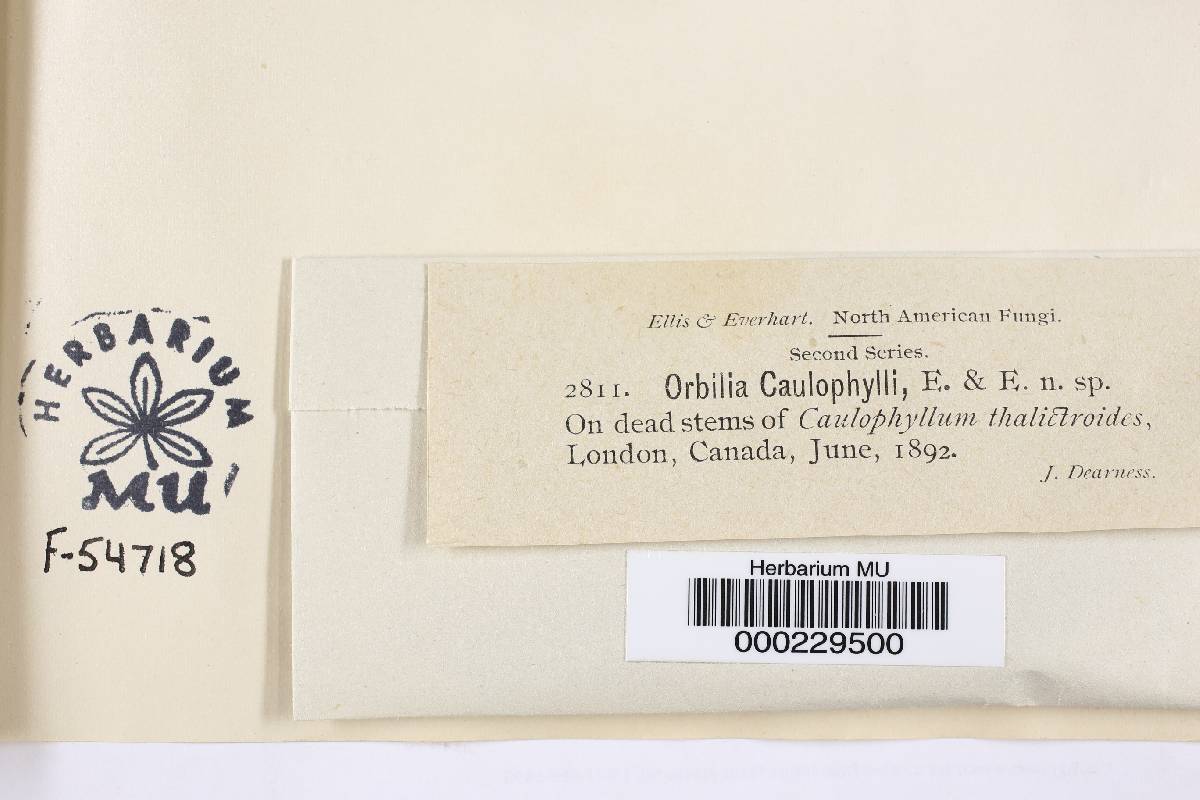 HERBARIUM
MU
F-54718
Ellis & Everhart. North American Fungi.
Second Series.
2811. Orbilia Caulophylli, E. & E. n. sp.
On dead stems of Caulophyllum thalictroides,
London, Canada, June, 1892.
J. Dearness.
Herbarium MU
000229500